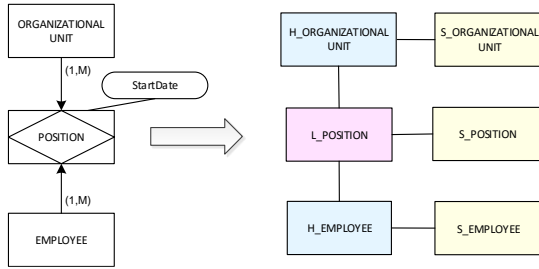 ORGANIZATIONAL
UNIT
(1,M)
StartDate
POSITION
(1,M)
EMPLOYEE
H_ORGANIZATIONAL
UNIT
S_ORGANIZATIONAL
UNIT
L_POSITION
S_POSITION
H_EMPLOYEE
S_EMPLOYEE